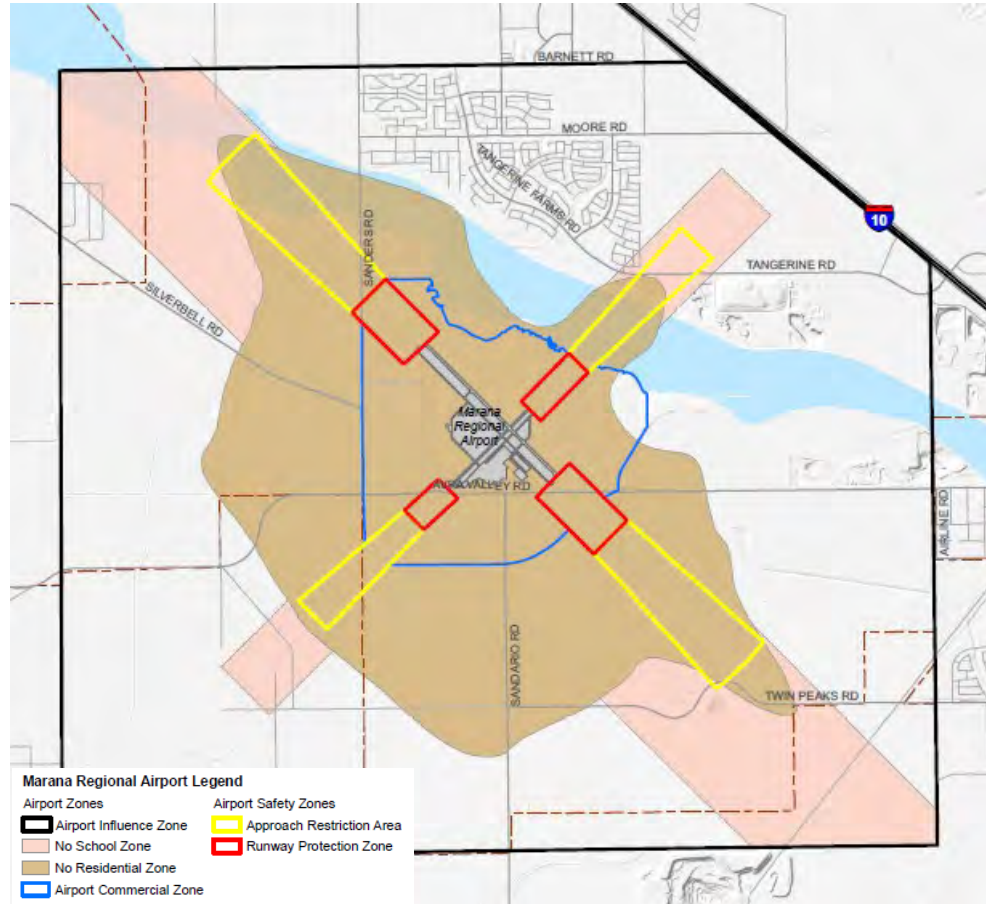 BARNETT RD
MOORE RD
TANGERINE FARMS RD
10
SANDERS RD
TANGERINE RD
SILVERBELL RD
Marana
Regional
Airport
AVRA VALLEY RD
AIRLINE RD
SANDARIO RD
TWIN PEAKS RD
Marana Regional Airport Legend
Airport Zones
Airport Safety Zones
Airport Influence Zone
Approach Restriction Area
No School Zone
Runway Protection Zone
No Residential Zone
Airport Commercial Zone